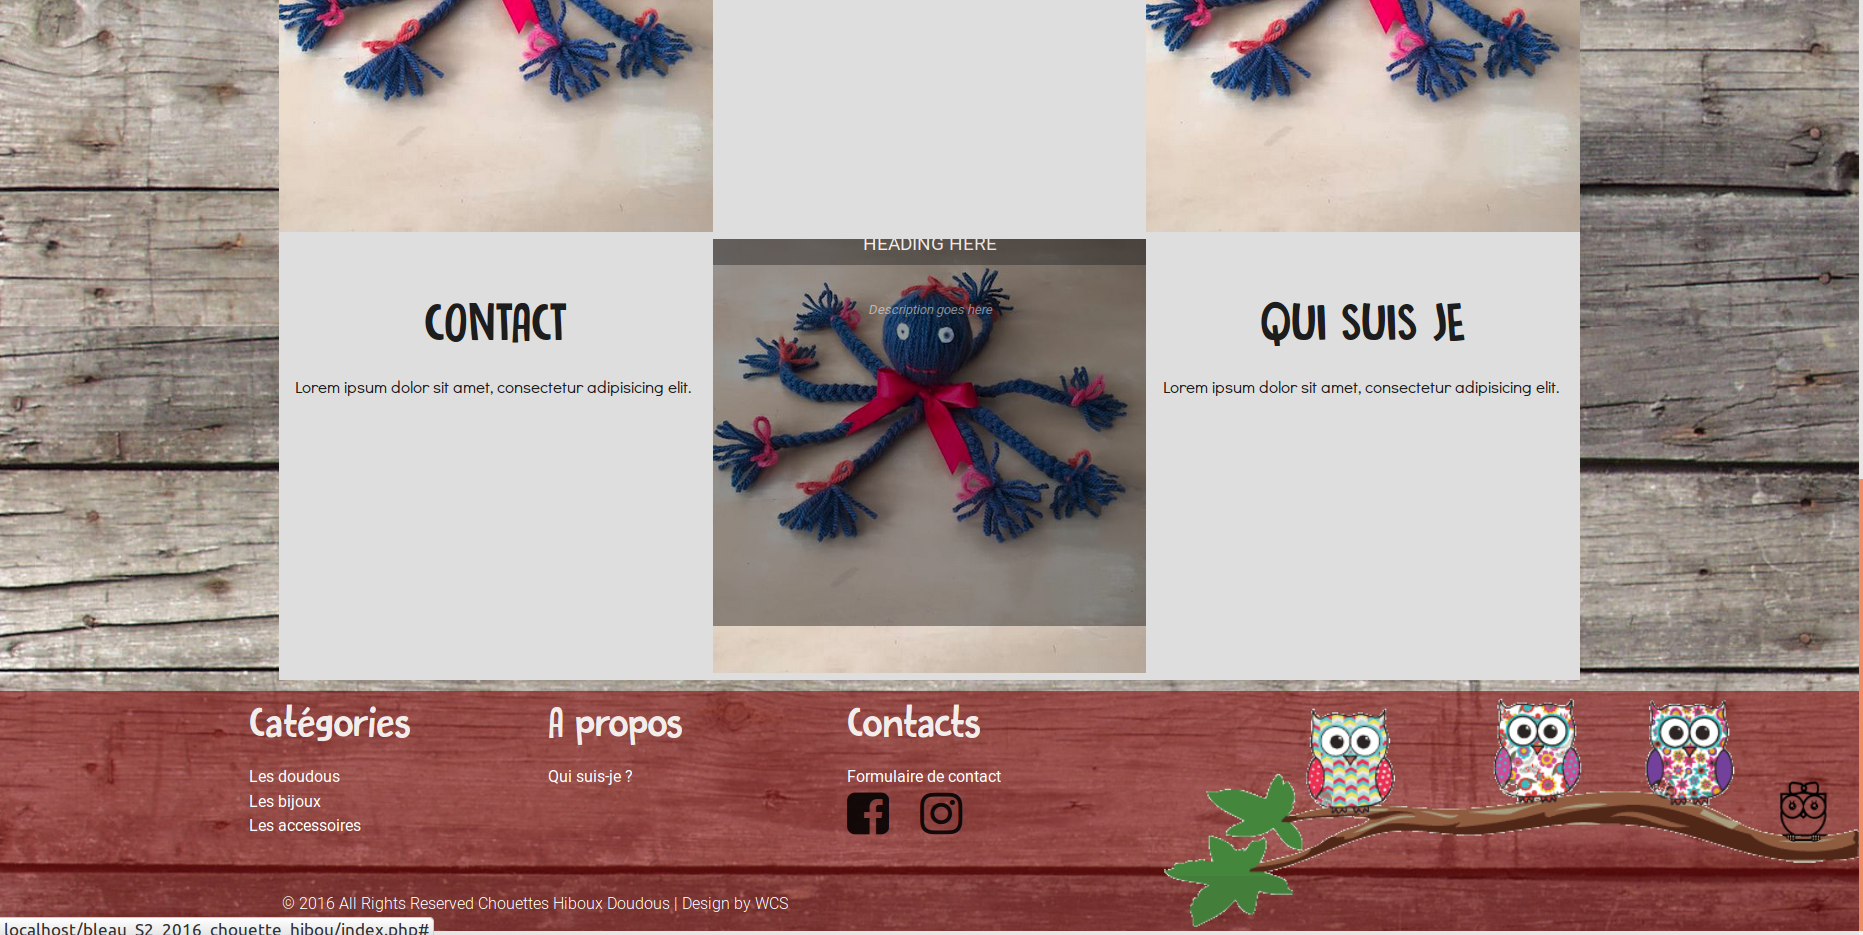 HEADING HERE
Description goes here
CONTACT
Lorem ipsum dolor sit amet, consectetur adipisicing elit.
QUI SUIS JE
Lorem ipsum dolor sit amet, consectetur adipisicing elit.
Catégories
Les doudous
Les bijoux
Les accessoires
A propos
Qui suis-je ?
Contacts
Formulaire de contact
© 2016 All Rights Reserved Chouettes Hiboux Doudous | Design by WCS
localhost/bleau_S2_2016_chouette_hibou/index.php#